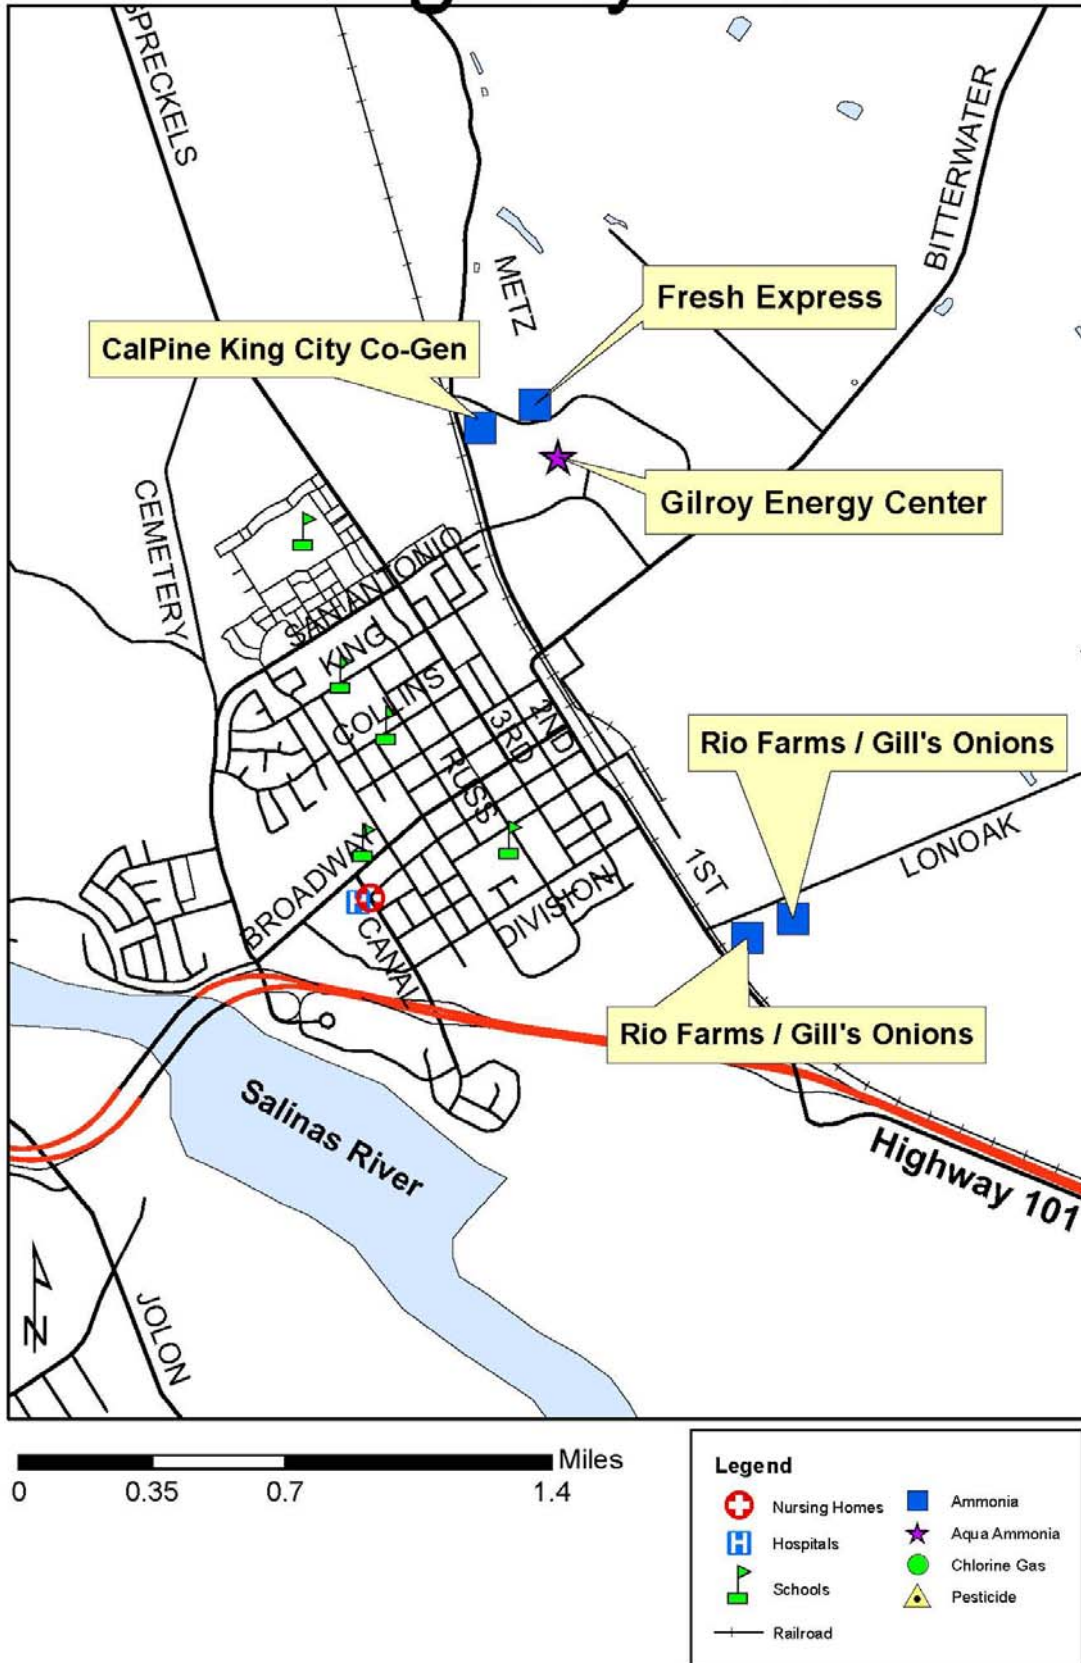 SPRECKELS
BITTERWATER
METZ
Fresh Express
CalPine King City Co-Gen
Gilroy Energy Center
CEMETERY
SAN ANTONIO
KING
COLLINS
2ND
3RD
RUSS
Rio Farms / Gill's Onions
LONOAK
1ST
BROADWAY
DIVISION
CANAL
H
Rio Farms / Gill's Onions
Salinas River
Highway 101
N
JOLON
Miles
0 0.35 0.7 1.4
Legend
Nursing Homes
H Hospitals
Schools
Railroad
Ammonia
Aqua Ammonia
Chlorine Gas
Pesticide